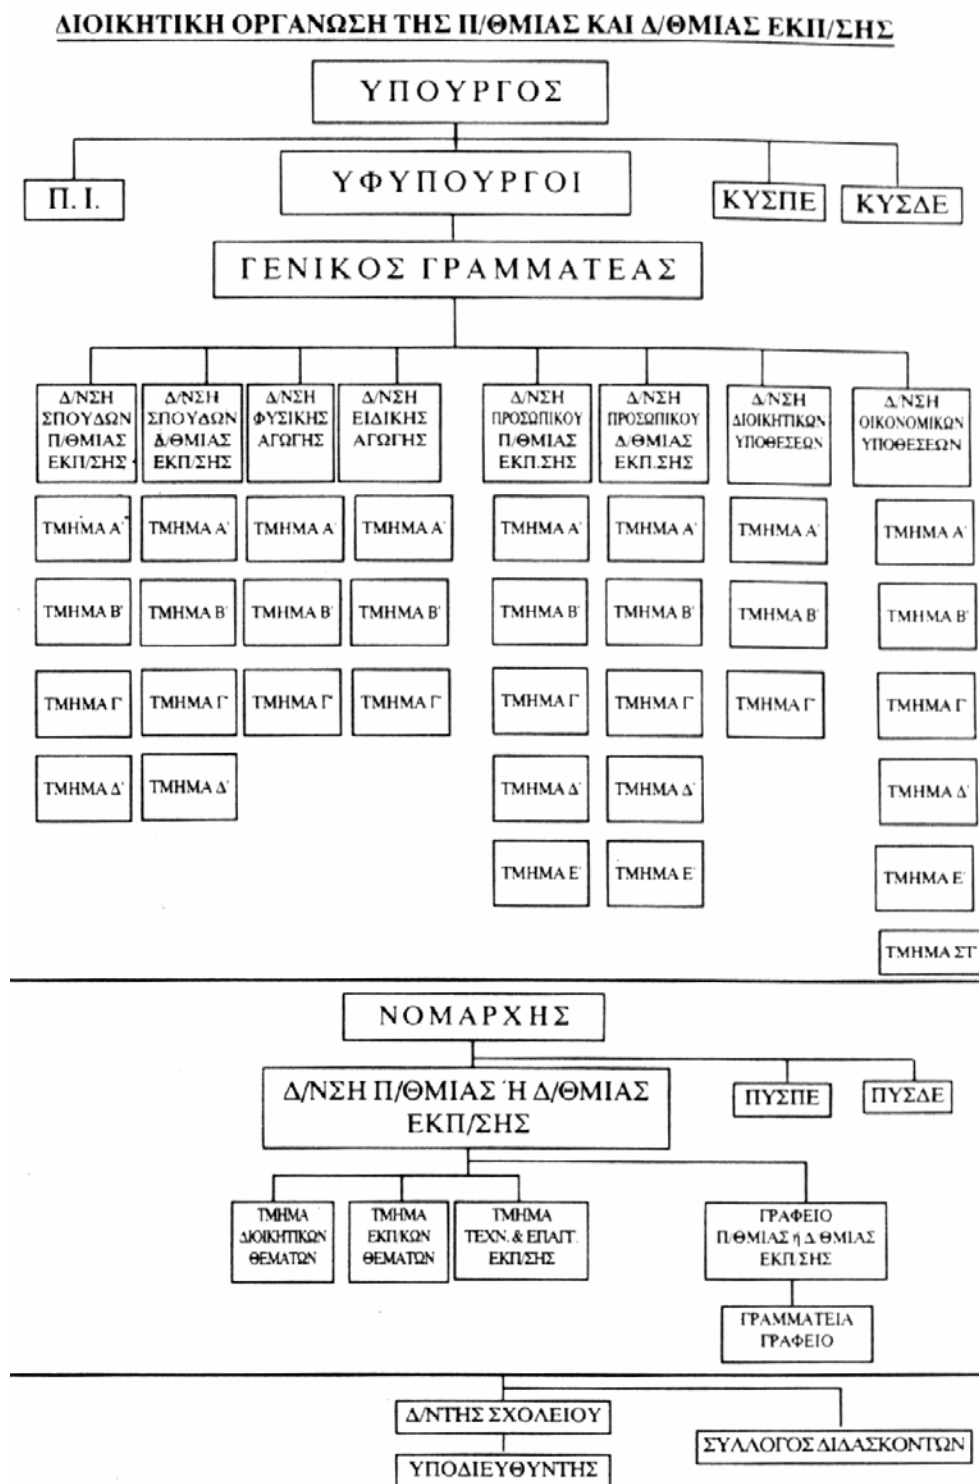 ΔΙΟΙΚΗΤΙΚΗ ΟΡΓΑΝΩΣΗ ΤΗΣ Π/ΘΜΙΑΣ ΚΑΙ Δ/ΘΜΙΑΣ ΕΚΠ/ΣΗΣ
ΥΠΟΥΡΓΟΣ
Π. Ι.
ΥΦΥΠΟΥΡΓΟΙ
ΚΥΣΠΕ
ΚΥΣΔΕ
ΓΕΝΙΚΟΣ ΓΡΑΜΜΑΤΕΑΣ
Δ/ΝΣΗ
ΣΠΟΥΔΩΝ
Π/ΘΜΙΑΣ
ΕΚΠ/ΣΗΣ
Δ/ΝΣΗ
ΣΠΟΥΔΩΝ
Δ/ΘΜΙΑΣ
ΕΚΠ/ΣΗΣ
Δ/ΝΣΗ
ΦΥΣΙΚΗΣ
ΑΓΩΓΗΣ
Δ/ΝΣΗ
ΕΙΔΙΚΗΣ
ΑΓΩΓΗΣ
Δ/ΝΣΗ
ΠΡΟΣΩΠΙΚΟΥ
Π/ΘΜΙΑΣ
ΕΚΠ.ΣΗΣ
Δ/ΝΣΗ
ΠΡΟΣΩΠΙΚΟΥ
Δ/ΘΜΙΑΣ
ΕΚΠ.ΣΗΣ
Δ/ΝΣΗ
ΔΙΟΙΚΗΤΙΚΩΝ
ΥΠΟΘΕΣΕΩΝ
Δ/ΝΣΗ
ΟΙΚΟΝΟΜΙΚΩΝ
ΥΠΟΘΕΣΕΩΝ
ΤΜΗΜΑ Α'
ΤΜΗΜΑ Α'
ΤΜΗΜΑ Α'
ΤΜΗΜΑ Α'
ΤΜΗΜΑ Α'
ΤΜΗΜΑ Α'
ΤΜΗΜΑ Α'
ΤΜΗΜΑ Α'
ΤΜΗΜΑ Β'
ΤΜΗΜΑ Β'
ΤΜΗΜΑ Β'
ΤΜΗΜΑ Β'
ΤΜΗΜΑ Β'
ΤΜΗΜΑ Β'
ΤΜΗΜΑ Β'
ΤΜΗΜΑ Β'
ΤΜΗΜΑ Γ'
ΤΜΗΜΑ Γ'
ΤΜΗΜΑ Γ'
ΤΜΗΜΑ Γ'
ΤΜΗΜΑ Γ'
ΤΜΗΜΑ Γ'
ΤΜΗΜΑ Γ'
ΤΜΗΜΑ Γ'
ΤΜΗΜΑ Δ'
ΤΜΗΜΑ Δ'
ΤΜΗΜΑ Δ'
ΤΜΗΜΑ Δ'
ΤΜΗΜΑ Δ'
ΤΜΗΜΑ Ε'
ΤΜΗΜΑ Ε'
ΤΜΗΜΑ Ε'
ΤΜΗΜΑ ΣΤ'
ΝΟΜΑΡΧΗΣ
Δ/ΝΣΗ Π/ΘΜΙΑΣ Ή Δ/ΘΜΙΑΣ
ΕΚΠ/ΣΗΣ
ΠΥΣΠΕ
ΠΥΣΔΕ
ΤΜΗΜΑ
ΔΙΟΙΚΗΤΙΚΩΝ
ΘΕΜΑΤΩΝ
ΤΜΗΜΑ
ΕΚΠ/ΚΩΝ
ΘΕΜΑΤΩΝ
ΤΜΗΜΑ
ΤΕΧΝ. & ΕΠΑΓΓ.
ΕΚΠ/ΣΗΣ
ΓΡΑΦΕΙΟ
Π/ΘΜΙΑΣ ή Δ ΘΜΙΑΣ
ΕΚΠ/ΣΗΣ
ΓΡΑΜΜΑΤΕΙΑ
ΓΡΑΦΕΙΟ
Δ/ΝΤΗΣ ΣΧΟΛΕΙΟΥ
ΣΥΛΛΟΓΟΣ ΔΙΔΑΣΚΟΝΤΩΝ
ΥΠΟΔΙΕΥΘΥΝΤΗΣ